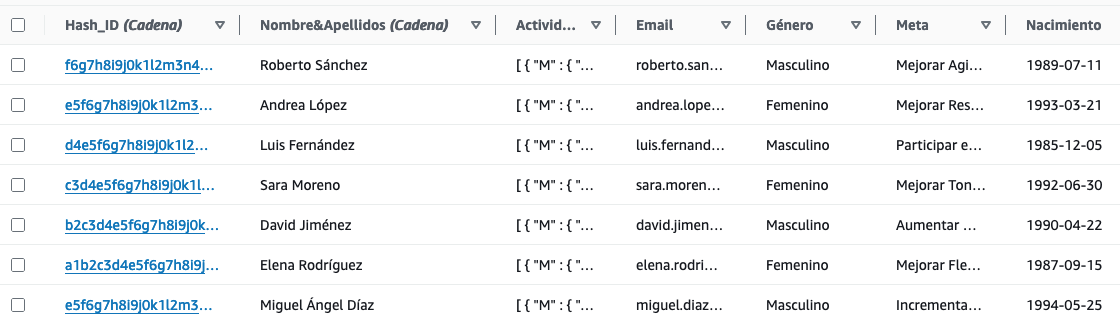 Hash_ID (Cadena) Nombre&Apellidos (Cadena) Activid... Email Género Meta Nacimiento
f6g7h8i9j0k1l2m3n4... Roberto Sánchez [ { "M" : { "... roberto.san... Masculino Mejorar Agi... 1989-07-11
e5f6g7h8i9j0k1l2m3... Andrea López [ { "M" : { "... andrea.lope... Femenino Mejorar Res... 1993-03-21
d4e5f6g7h8i9j0k1l2... Luis Fernández [ { "M" : { "... luis.fernand... Masculino Participar e... 1985-12-05
c3d4e5f6g7h8i9j0k1l... Sara Moreno [ { "M" : { "... sara.moren... Femenino Mejorar Ton... 1992-06-30
b2c3d4e5f6g7h8i9j0k... David Jiménez [ { "M" : { "... david.jimen... Masculino Aumentar ... 1990-04-22
a1b2c3d4e5f6g7h8i9j... Elena Rodríguez [ { "M" : { "... elena.rodri... Femenino Mejorar Fle... 1987-09-15
e5f6g7h8i9j0k1l2m3... Miguel Ángel Díaz [ { "M" : { "... miguel.diaz... Masculino Incrementa... 1994-05-25